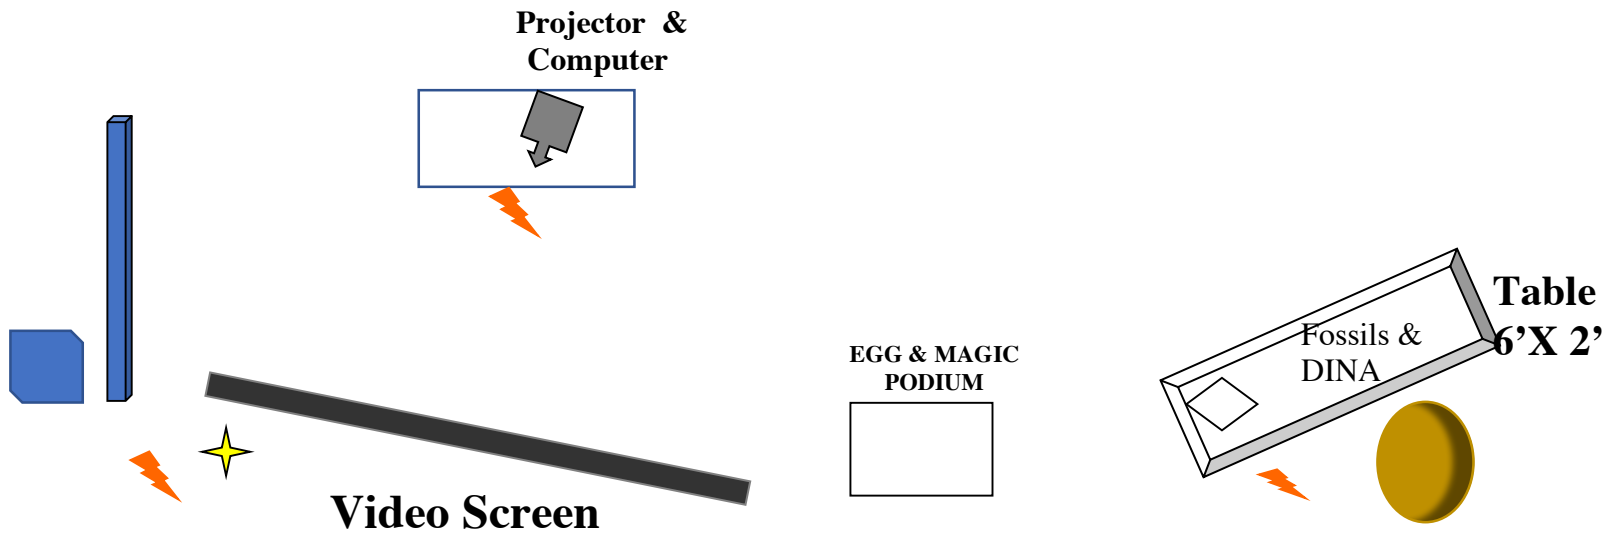 Projector  &
Computer
Table
6’X 2’
Fossils &
DINA
EGG & MAGIC
PODIUM
Video Screen